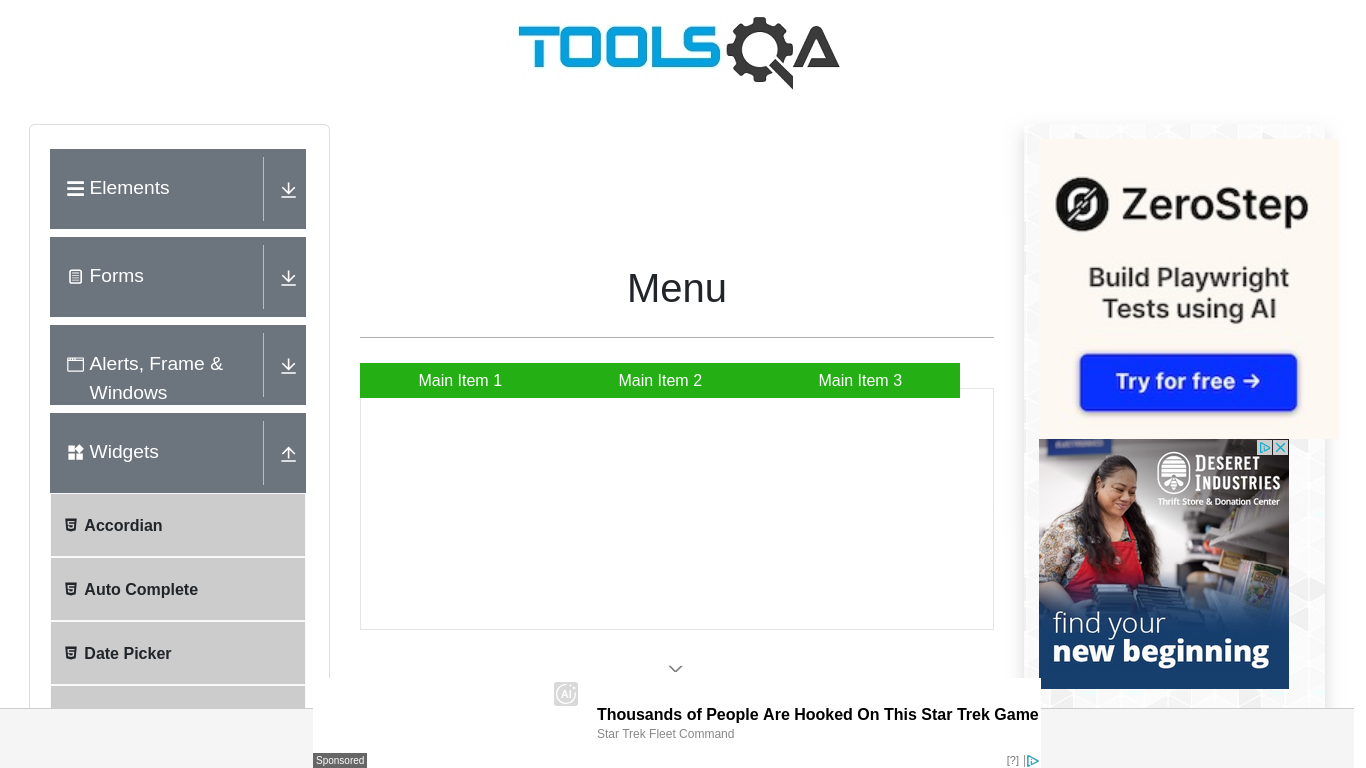 TOOLSQA
Elements
Forms
Alerts, Frame &
Windows
Widgets
Accordian
Auto Complete
Date Picker
Menu
Main Item 1
Main Item 2
Main Item 3
ZeroStep
Build Playwright
Tests using AI
Try for free →
DESERET
INDUSTRIES
Thrift Store & Donation Center
find your
new beginning
AI
Thousands of People Are Hooked On This Star Trek Game
Star Trek Fleet Command
Sponsored
[?]